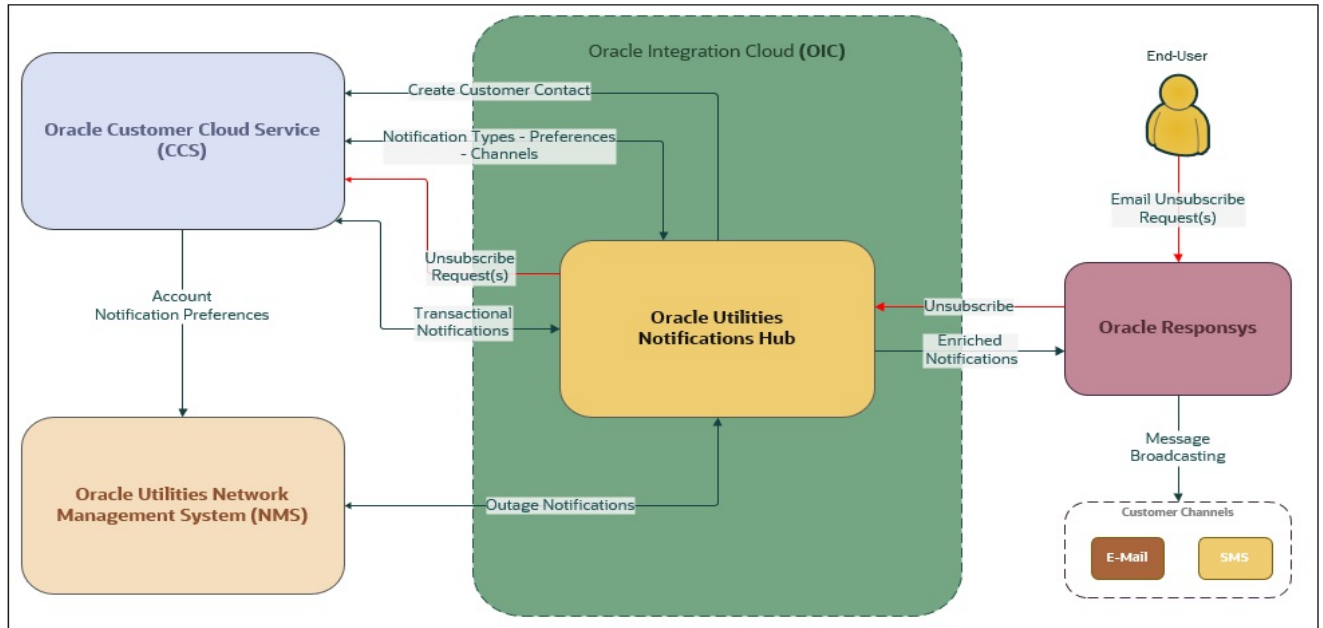 Oracle Integration Cloud (OIC)
End-User
Oracle Customer Cloud Service
(CCS)
Create Customer Contact
Notification Types - Preferences
- Channels
Email Unsubscribe
Request(s)
Unsubscribe
Request(s)
Account
Notification Preferences
Transactional
Notifications
Oracle Utilities
Notifications Hub
Unsubscribe
Enriched
Notifications
Oracle Responsys
Message
Broadcasting
Oracle Utilities Network
Management System (NMS)
Outage Notifications
Customer Channels
E-Mail
SMS